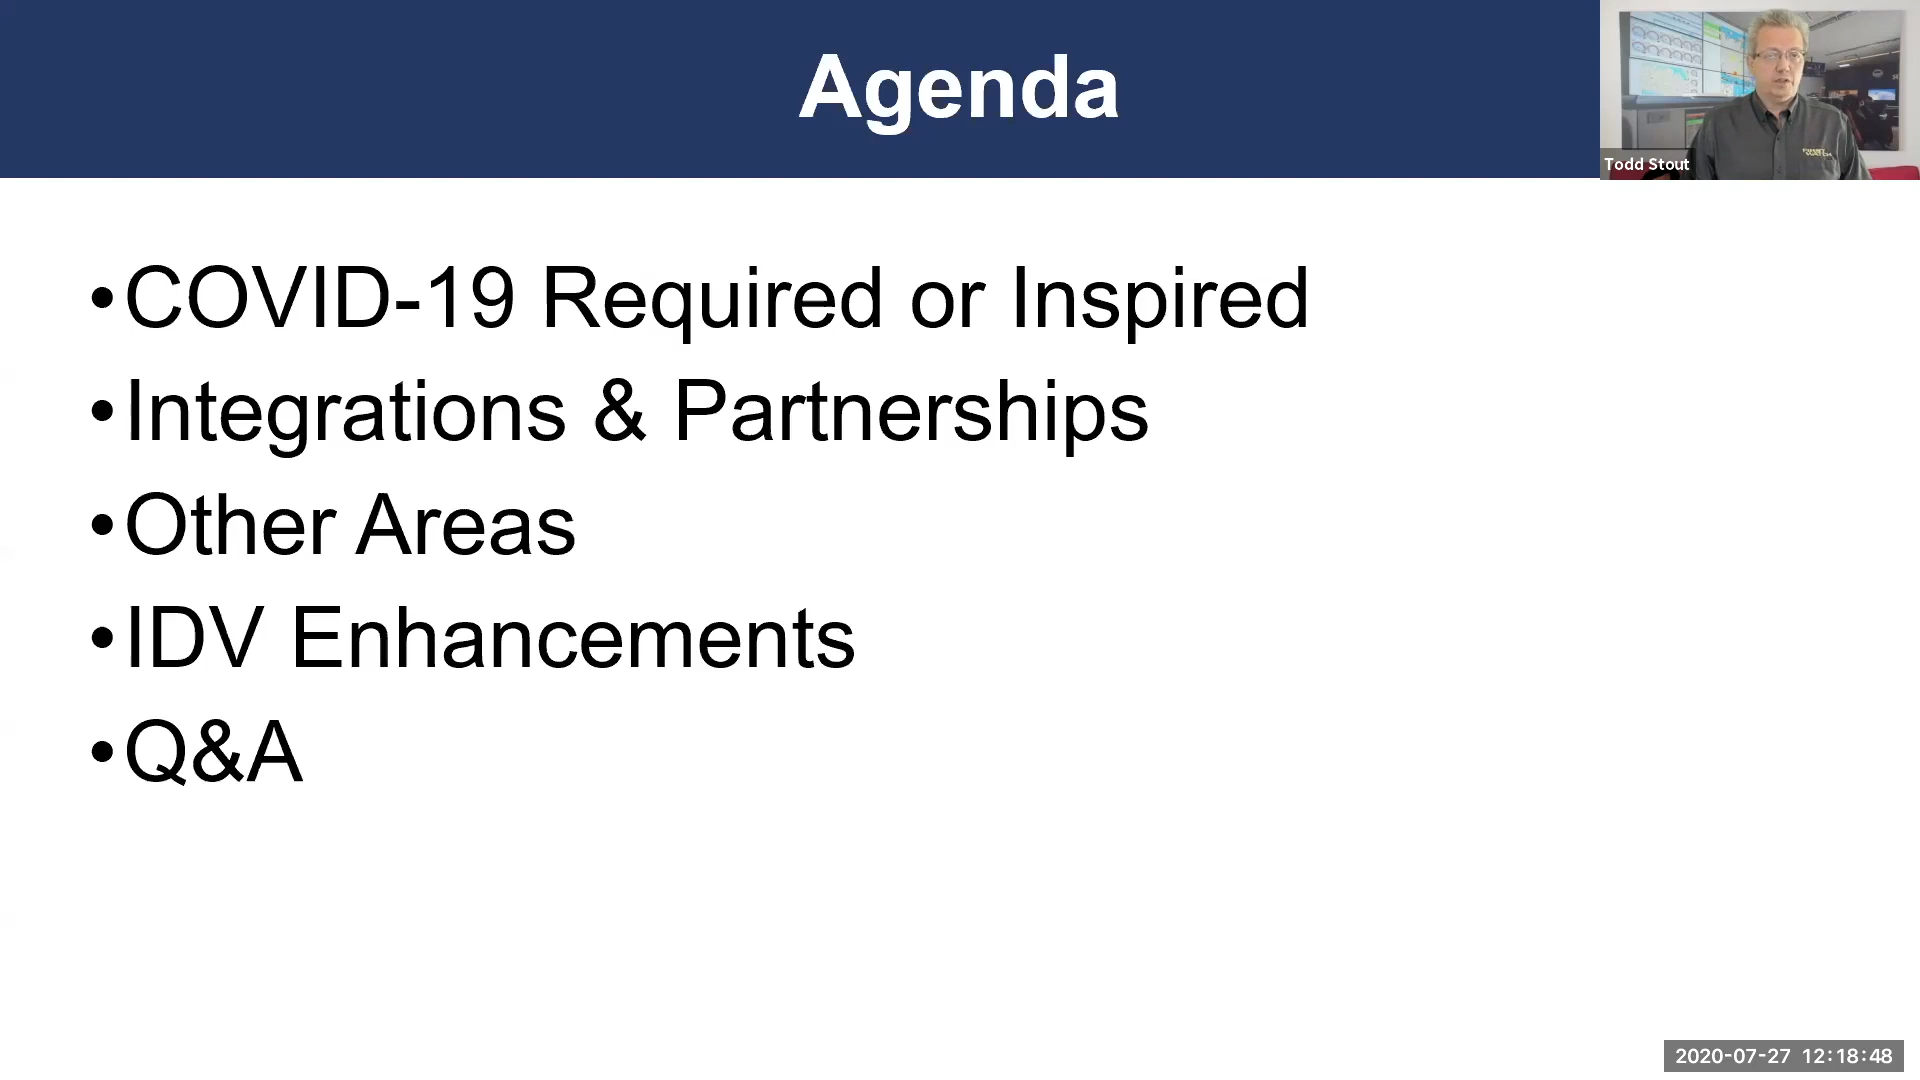 Agenda
Todd Stout
•COVID-19 Required or Inspired
•Integrations & Partnerships
•Other Areas
•IDV Enhancements
•Q&A
2020-07-27 12:18:48